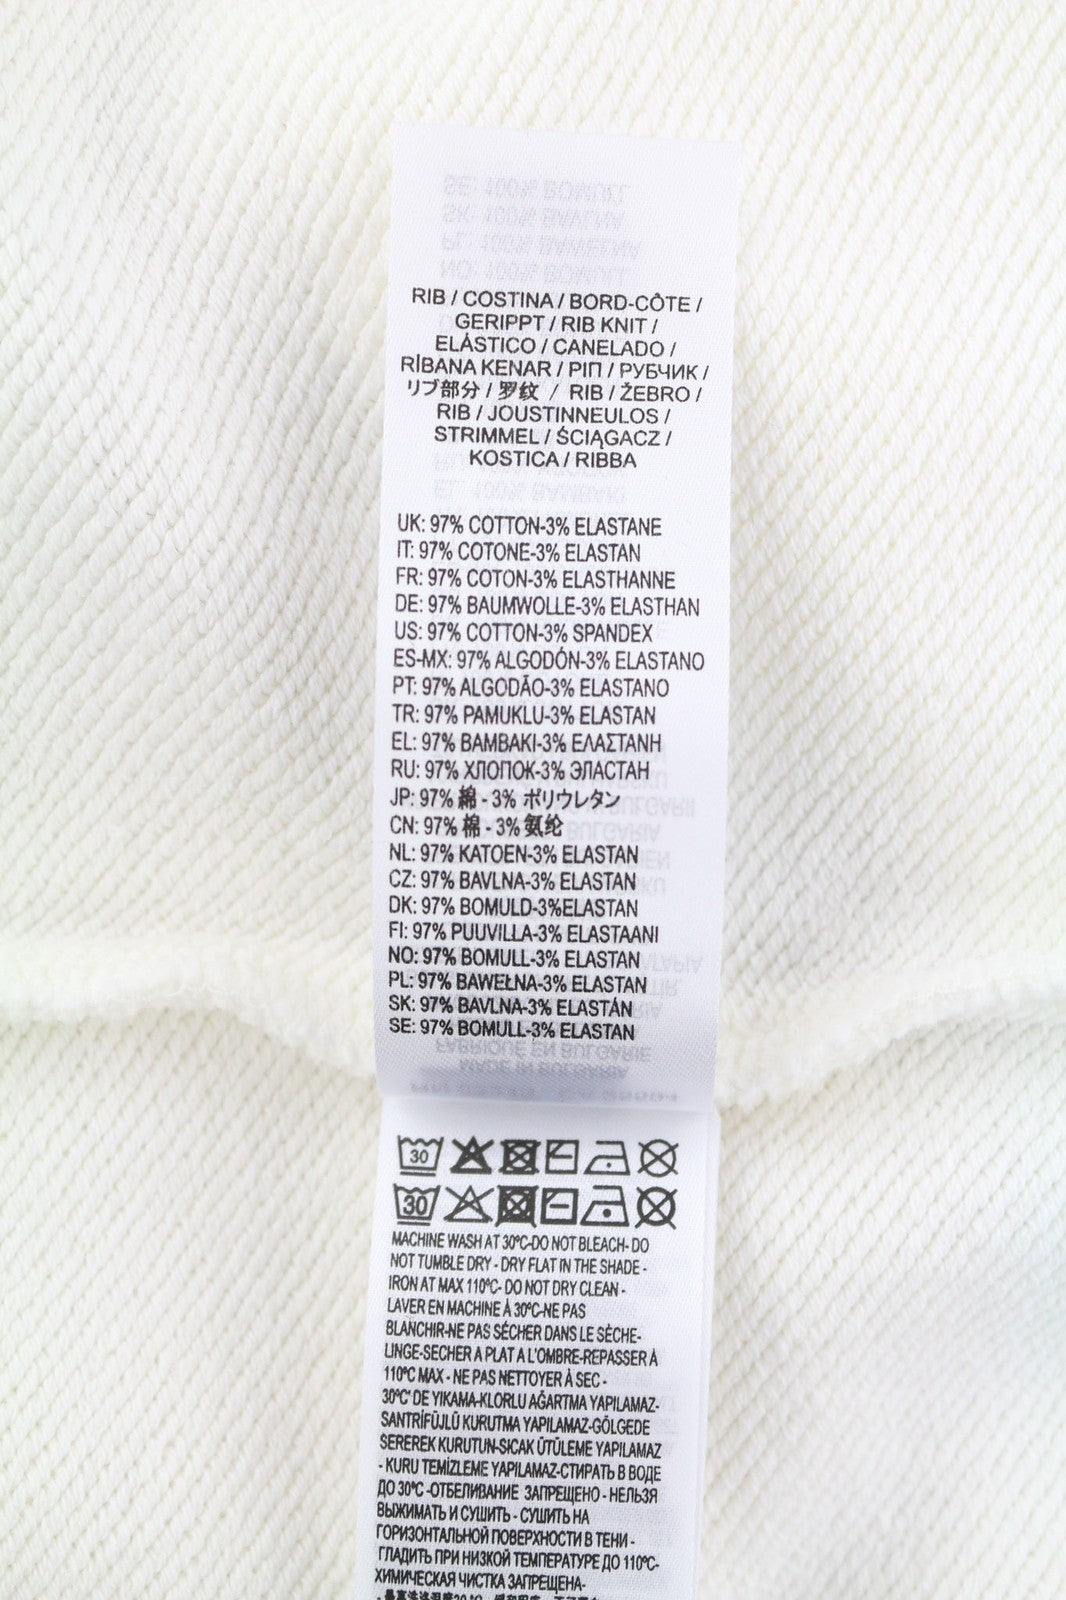 RIB / COSTINA / BORD-CÔTE /
GERIPPT / RIB KNIT /
ELÁSTICO / CANELADO /
RİBANA KENAR / ΡΙΠ / РУБЧИК /
リブ部分 / 罗纹 / RIB / ŽEBRO /
RIB / JOUSTINNEULOS /
STRIMMEL / ŚCIĄGACZ /
KOSTICA / RIBBA
UK: 97% COTTON-3% ELASTANE
IT: 97% COTONE-3% ELASTAN
FR: 97% COTON-3% ELASTHANNE
DE: 97% BAUMWOLLE-3% ELASTHAN
US: 97% COTTON-3% SPANDEX
ES-MX: 97% ALGODÓN-3% ELASTANO
PT: 97% ALGODÃO-3% ELASTANO
TR: 97% PAMUKLU-3% ELASTAN
EL: 97% BAMBAKI-3% ΕΛΑΣΤΑΝΗ
RU: 97% ХЛОПОК-3% ЭЛАСТАН
JP: 97% 綿 - 3% ポリウレタン
CN: 97% 棉 - 3% 氨纶
NL: 97% KATOEN-3% ELASTAN
CZ: 97% BAVLNA-3% ELASTAN
DK: 97% BOMULD-3%ELASTAN
FI: 97% PUUVILLA-3% ELASTAANI
NO: 97% BOMULL-3% ELASTAN
PL: 97% BAWEŁNA-3% ELASTAN
SK: 97% BAVLNA-3% ELASTÁN
SE: 97% BOMULL-3% ELASTAN
30
30
MACHINE WASH AT 30ºC-DO NOT BLEACH- DO
NOT TUMBLE DRY - DRY FLAT IN THE SHADE -
IRON AT MAX 110ºC- DO NOT DRY CLEAN -
LAVER EN MACHINE À 30ºC-NE PAS
BLANCHIR-NE PAS SÉCHER DANS LE SÈCHE-
LINGE-SECHER A PLAT A L'OMBRE-REPASSER À
110ºC MAX - NE PAS NETTOYER À SEC -
30ºC' DE YIKAMA-KLORLU AĞARTMA YAPILAMAZ-
SANTRİFÜJLÜ KURUTMA YAPILAMAZ-GÖLGEDE
SEREREK KURUTUN-SICAK ÜTÜLEME YAPILAMAZ
- KURU TEMİZLEME YAPILAMAZ-СТИРАТЬ В ВОДЕ
ДО 30ºC -ОТБЕЛИВАНИЕ ЗАПРЕЩЕНО - НЕЛЬЗЯ
ВЫЖИМАТЬ И СУШИТЬ - СУШИТЬ НА
ГОРИЗОНТАЛЬНОЙ ПОВЕРХНОСТИ В ТЕНИ -
ГЛАДИТЬ ПРИ НИЗКОЙ ТЕМПЕРАТУРЕ ДО 110ºC-
ХИМИЧЕСКАЯ ЧИСТКА ЗАПРЕЩЕНА-